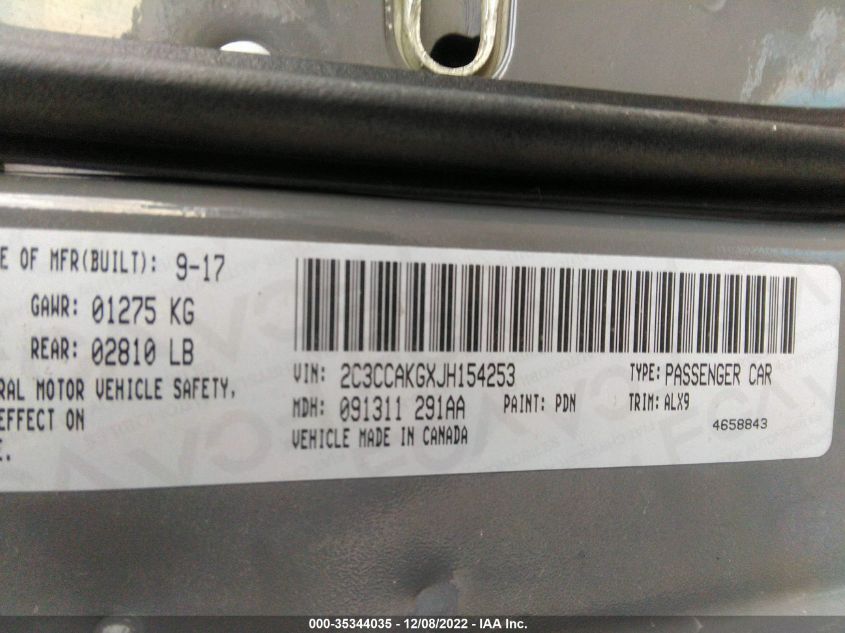 E OF MFR(BUILT): 9-17
GAWR: 01275 KG
REAR: 02810 LB
RAL MOTOR VEHICLE SAFETY,
EFFECT ON
E.
VIN: 2C3CCAKGXJH154253
TYPE: PASSENGER CAR
MDH: 091311 291AA
PAINT: PDN
TRIM: ALX9
VEHICLE MADE IN CANADA
4658843
000-35344035 - 12/08/2022 - IAA Inc.